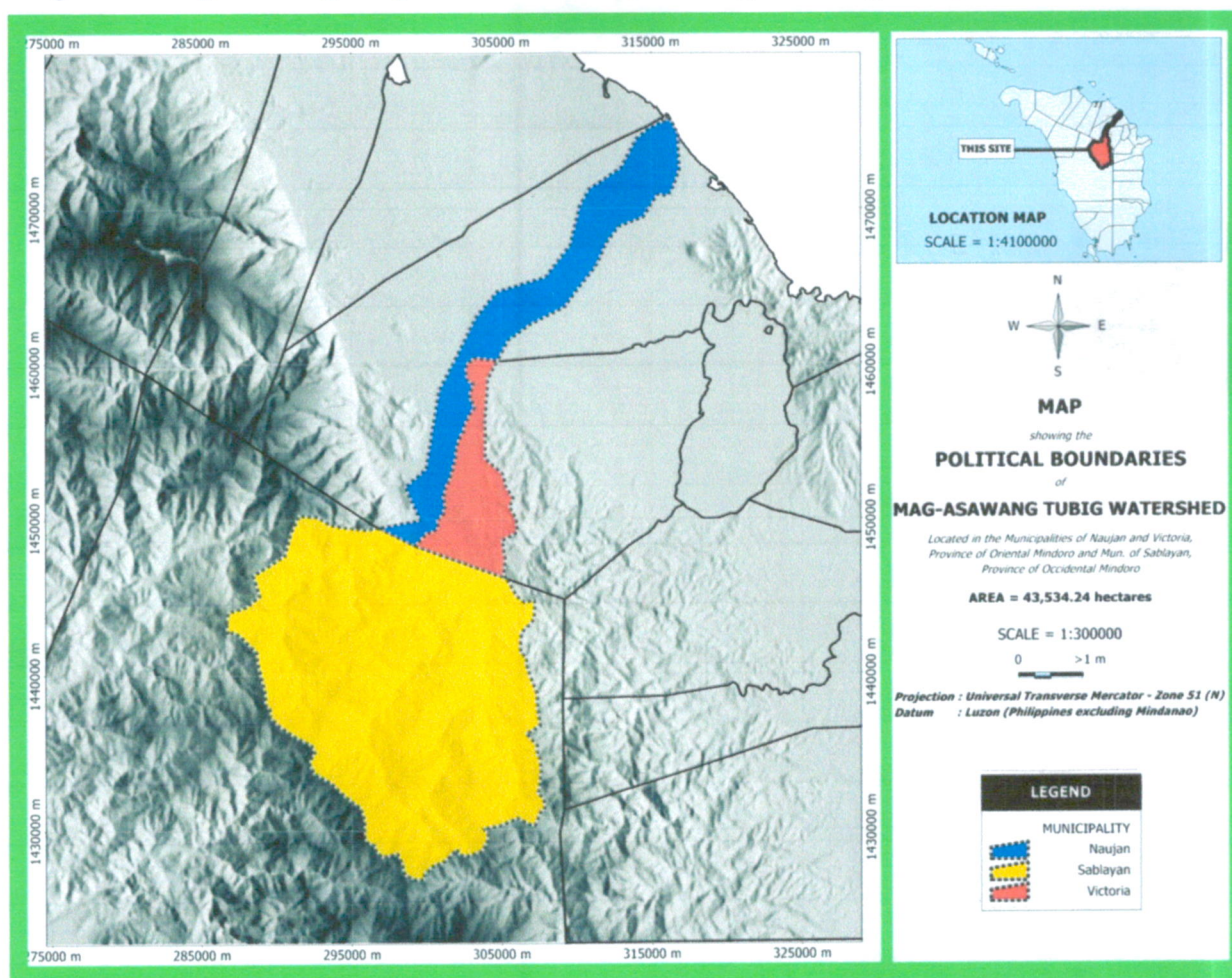 275000 m
285000 m
295000 m
305000 m
315000 m
325000 m
1470000 m
1460000 m
1450000 m
1440000 m
1430000 m
1470000 m
1460000 m
1450000 m
1440000 m
1430000 m
275000 m
285000 m
295000 m
305000 m
315000 m
325000 m
THIS SITE
LOCATION MAP
SCALE = 1:4100000
N
W
E
S
MAP
showing the
POLITICAL BOUNDARIES
of
MAG-ASAWANG TUBIG WATERSHED
Located in the Municipalities of Naujan and Victoria,
Province of Oriental Mindoro and Mun. of Sablayan,
Province of Occidental Mindoro
AREA = 43,534.24 hectares
SCALE = 1:300000
0 >1 m
Projection : Universal Transverse Mercator - Zone 51 (N)
Datum : Luzon (Philippines excluding Mindanao)
LEGEND
MUNICIPALITY
Naujan
Sablayan
Victoria